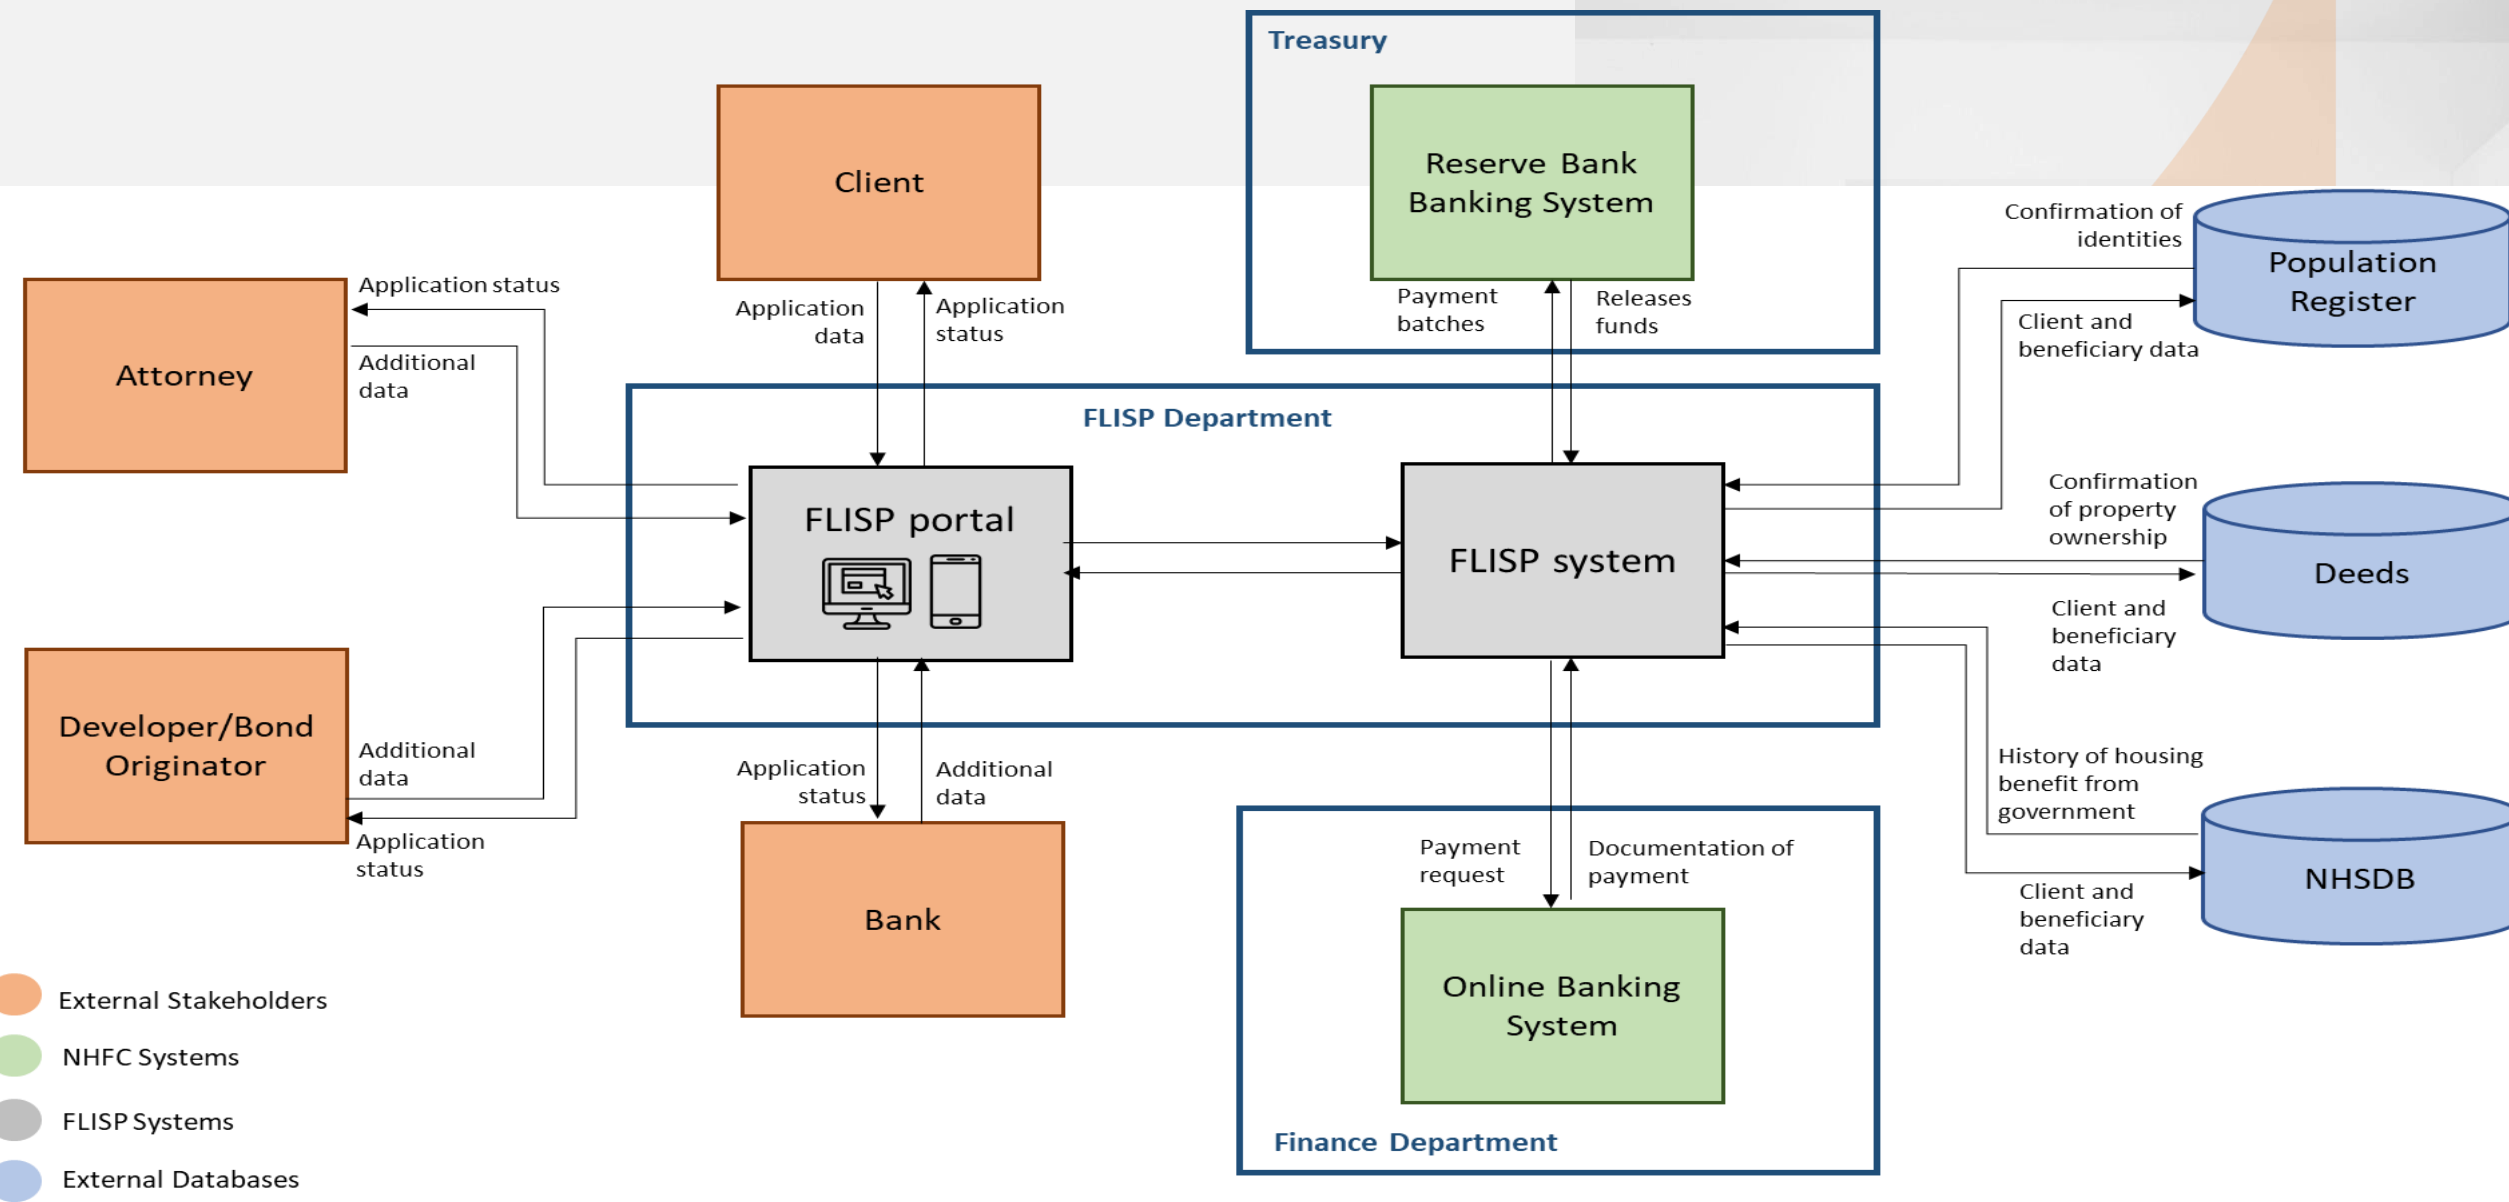 Treasury
Client
Reserve Bank
Banking System
Confirmation of
identities
Population
Register
Application status
Application
data
Application
status
Payment
batches
Releases
funds
Client and
beneficiary data
Attorney
Additional
data
FLISP Department
FLISP portal
FLISP system
Confirmation
of property
ownership
Deeds
Client and
beneficiary
data
Developer/Bond
Originator
Additional
data
Application
status
Application
status
Additional
data
History of housing
benefit from
government
NHSDB
Client and
beneficiary
data
Payment
request
Documentation of
payment
Bank
Online Banking
System
Finance Department
External Stakeholders
NHFC Systems
FLISP Systems
External Databases